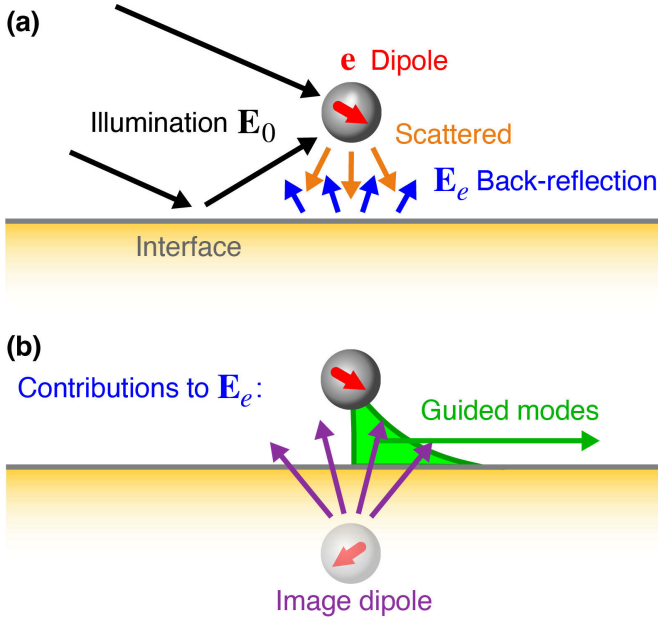 (a)
e Dipole
Illumination E₀
Scattered
Eₑ Back-reflection
Interface
(b)
Contributions to Eₑ:
Guided modes
Image dipole